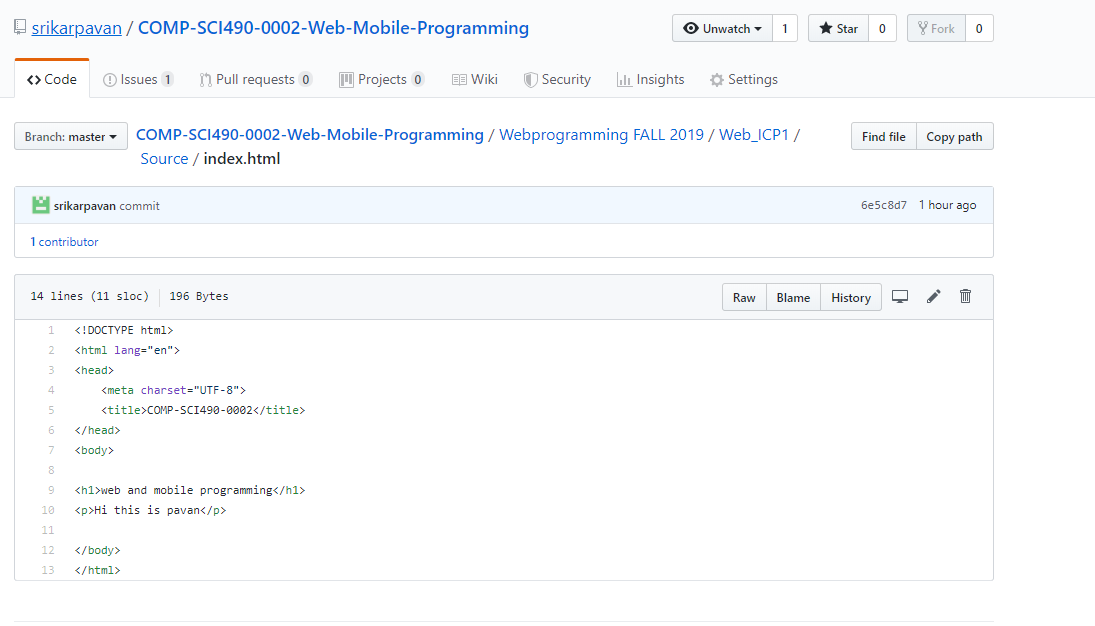 srikarpavan / COMP-SCI490-0002-Web-Mobile-Programming Unwatch 1 Star 0 Fork 0
Code Issues 1 Pull requests 0 Projects 0 Wiki Security Insights Settings
Branch: master COMP-SCI490-0002-Web-Mobile-Programming / Webprogramming FALL 2019 / Web_ICP1 / Find file Copy path
Source / index.html
srikarpavan commit 6e5c8d7 1 hour ago
1 contributor
14 lines (11 sloc) 196 Bytes Raw Blame History
1 <!DOCTYPE html>
2 <html lang="en">
3 <head>
4 <meta charset="UTF-8">
5 <title>COMP-SCI490-0002</title>
6 </head>
7 <body>
8
9 <h1>web and mobile programming</h1>
10 <p>Hi this is pavan</p>
11
12 </body>
13 </html>